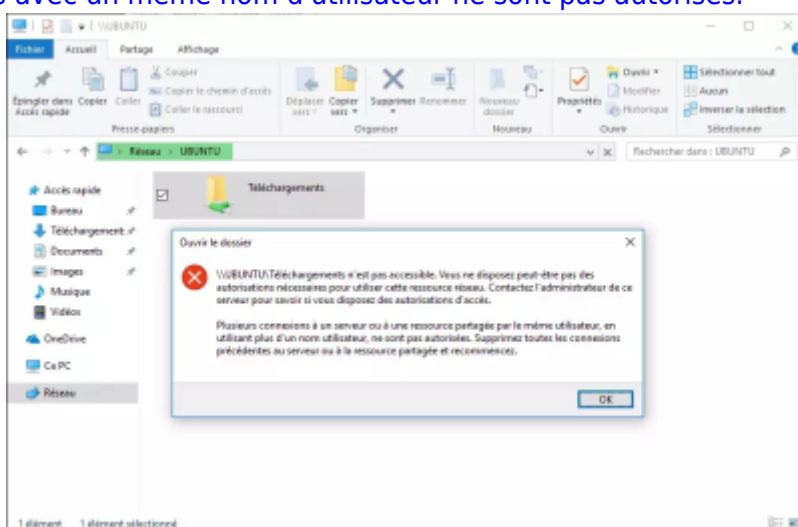 s avec un même nom d'utilisateur ne sont pas autorisés.
\\UBUNTU
Fichier Accueil Partage Affichage
Épingler dans Accès rapide
Copier
Coller
Couper
Copier le chemin d'accès
Coller le raccourci
Déplacer vers
Copier vers
Supprimer
Renommer
Nouveau dossier
Propriétés
Ouvrir
Modifier
Historique
Sélectionner tout
Aucun
Inverser la sélection
Presse-papiers Organiser Nouveau Ouvrir Sélectionner
Réseau > UBUNTU
Rechercher dans : UBUNTU
Accès rapide
Bureau
Téléchargement
Documents
Images
Musique
Vidéos
OneDrive
Ce PC
Réseau
Téléchargements
Ouvrir le dossier
\\UBUNTU\Téléchargements n'est pas accessible. Vous ne disposez peut-être pas des
autorisations nécessaires pour utiliser cette ressource réseau. Contactez l'administrateur de ce
serveur pour savoir si vous disposez des autorisations d'accès.
Plusieurs connexions à un serveur ou à une ressource partagée par le même utilisateur, en
utilisant plus d'un nom utilisateur, ne sont pas autorisées. Supprimez toutes les connexions
précédentes au serveur ou à la ressource partagée et recommencez.
OK
1 élément 1 élément sélectionné